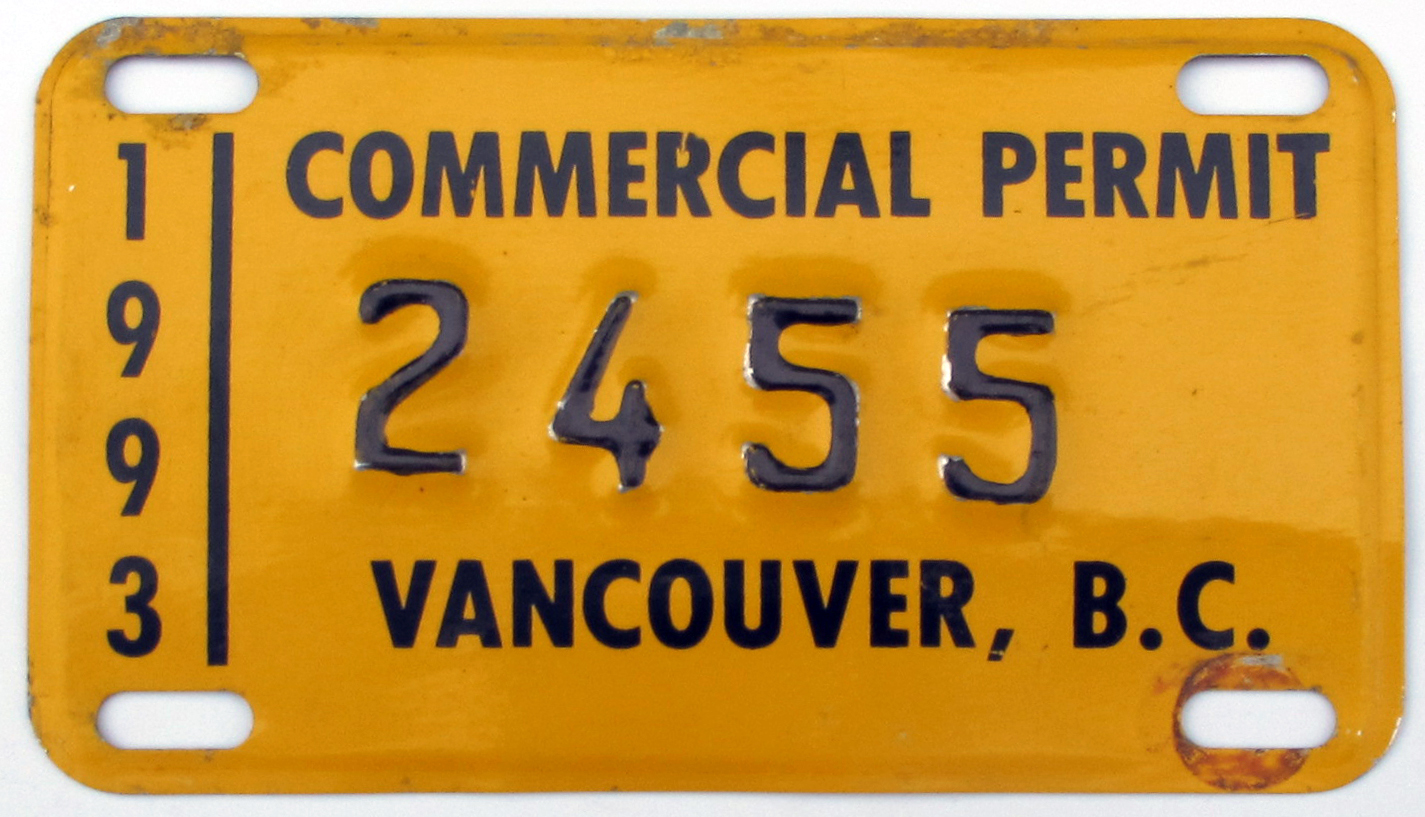 1993
COMMERCIAL PERMIT
2455
VANCOUVER, B.C.